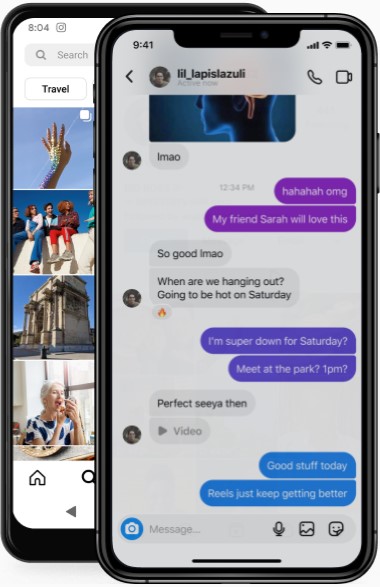 8:04
Search
Travel
9:41
lil_lapislazuli
Active now
lmao
12:34 PM
hahahah omg
My friend Sarah will love this
So good lmao
When are we hanging out?
Going to be hot on Saturday
🔥
I'm super down for Saturday?
Meet at the park? 1pm?
Perfect seeya then
Video
Good stuff today
Reels just keep getting better
Message...